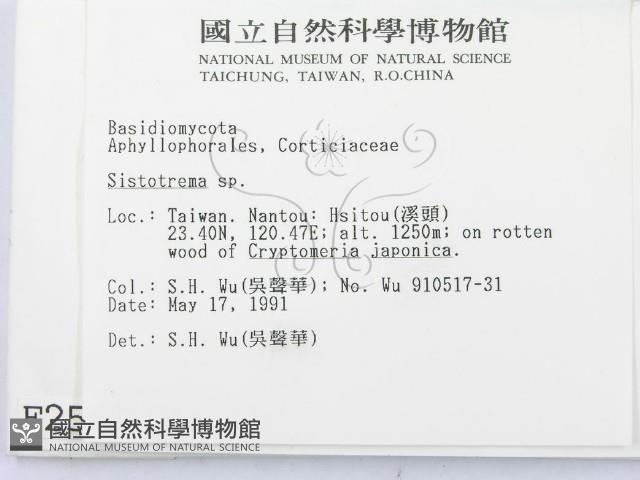 國立自然科學博物館
NATIONAL MUSEUM OF NATURAL SCIENCE
TAICHUNG, TAIWAN, R.O.CHINA
Basidiomycota
Aphyllophorales, Corticiaceae
Sistotrema sp.
Loc.: Taiwan. Nantou: Hsitou(溪頭)
23.40N, 120.47E; alt. 1250m; on rotten
wood of Cryptomeria japonica.
Col.: S.H. Wu(吳聲華); No. Wu 910517-31
Date: May 17, 1991
Det.: S.H. Wu(吳聲華)
F25
國立自然科學博物館
NATIONAL MUSEUM OF NATURAL SCIENCE